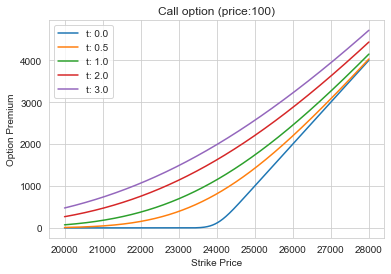 Call option (price:100)
t: 0.0
t: 0.5
t: 1.0
t: 2.0
t: 3.0
Option Premium
4000
3000
2000
1000
0
20000 21000 22000 23000 24000 25000 26000 27000 28000
Strike Price